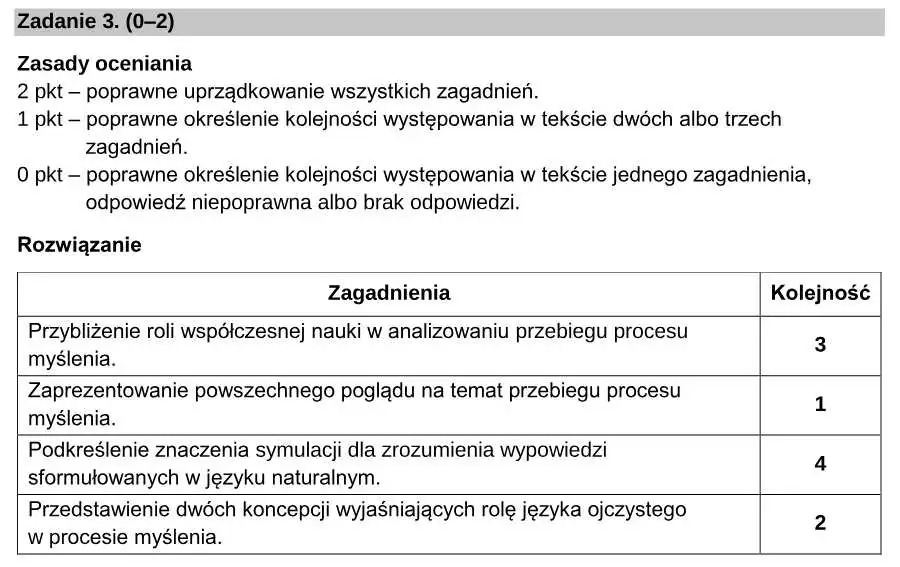 Zadanie 3. (0–2)
Zasady oceniania
2 pkt – poprawne uprządkowanie wszystkich zagadnień.
1 pkt – poprawne określenie kolejności występowania w tekście dwóch albo trzech
zagadnień.
0 pkt – poprawne określenie kolejności występowania w tekście jednego zagadnienia,
odpowiedź niepoprawna albo brak odpowiedzi.
Rozwiązanie
Zagadnienia Kolejność
Przybliżenie roli współczesnej nauki w analizowaniu przebiegu procesu
myślenia. 3
Zaprezentowanie powszechnego poglądu na temat przebiegu procesu
myślenia. 1
Podkreślenie znaczenia symulacji dla zrozumienia wypowiedzi
sformułowanych w języku naturalnym. 4
Przedstawienie dwóch koncepcji wyjaśniających rolę języka ojczystego
w procesie myślenia. 2